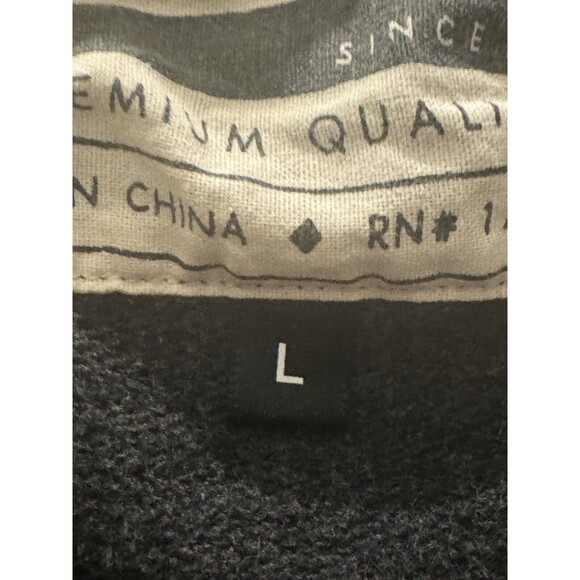 SINCE
EMIUM QUALI
N CHINA ◆ RN# 1
L